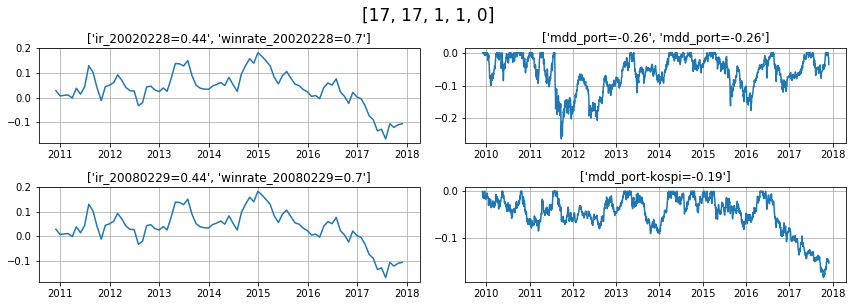 [17, 17, 1, 1, 0]
['ir_20020228=0.44', 'winrate_20020228=0.7']
0.2
0.1
0.0
−0.1
2011 2012 2013 2014 2015 2016 2017 2018
['mdd_port=-0.26', 'mdd_port=-0.26']
0.0
−0.1
−0.2
2010 2011 2012 2013 2014 2015 2016 2017 2018
['ir_20080229=0.44', 'winrate_20080229=0.7']
0.2
0.1
0.0
−0.1
2011 2012 2013 2014 2015 2016 2017 2018
['mdd_port-kospi=-0.19']
0.0
−0.1
2010 2011 2012 2013 2014 2015 2016 2017 2018